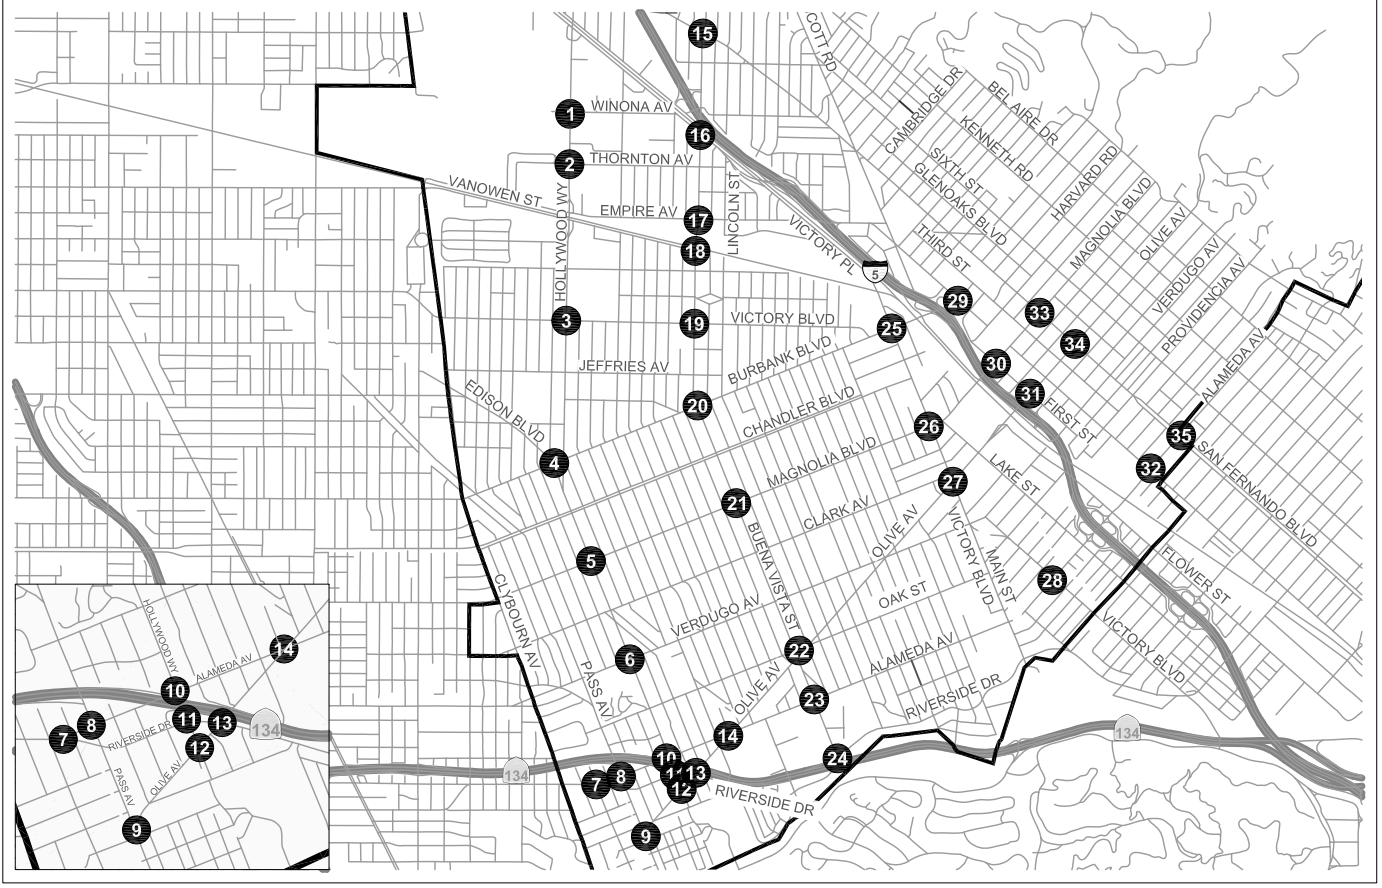 15
COTT RD
1
WINONA AV
16
CAMBRIDGE DR
BEL AIRE DR
KENNETH RD
2
THORNTON AV
SIXTH ST
GLENOAKS BLVD
HARVARD RD
MAGNOLIA BLVD
OLIVE AV
VERDUGO AV
PROVIDENCIA AV
VANOWEN ST
HOLLYWOOD WY
EMPIRE AV
17
LINCOLN ST
18
VICTORY PL
THIRD ST
5
29
33
3
19
VICTORY BLVD
25
34
ALAMEDA AV
JEFFRIES AV
BURBANK BLVD
30
31
FIRST ST
EDISON BLVD
20
CHANDLER BLVD
26
35
4
MAGNOLIA BLVD
LAKE ST
32
SAN FERNANDO BLVD
27
21
CLARK AV
OLIVE AV
BUENA VISTA ST
VICTORY BLVD
MAIN ST
5
FLOWER ST
28
CLYBOURN AV
VERDUGO AV
OAK ST
VICTORY BLVD
6
PASS AV
22
ALAMEDA AV
OLIVE AV
23
RIVERSIDE DR
14
134
10
11
13
24
134
7
8
12
RIVERSIDE DR
9
HOLLYWOOD WY
14
ALAMEDA AV
10
11
13
134
8
7
RIVERSIDE DR
12
PASS AV
OLIVE AV
9